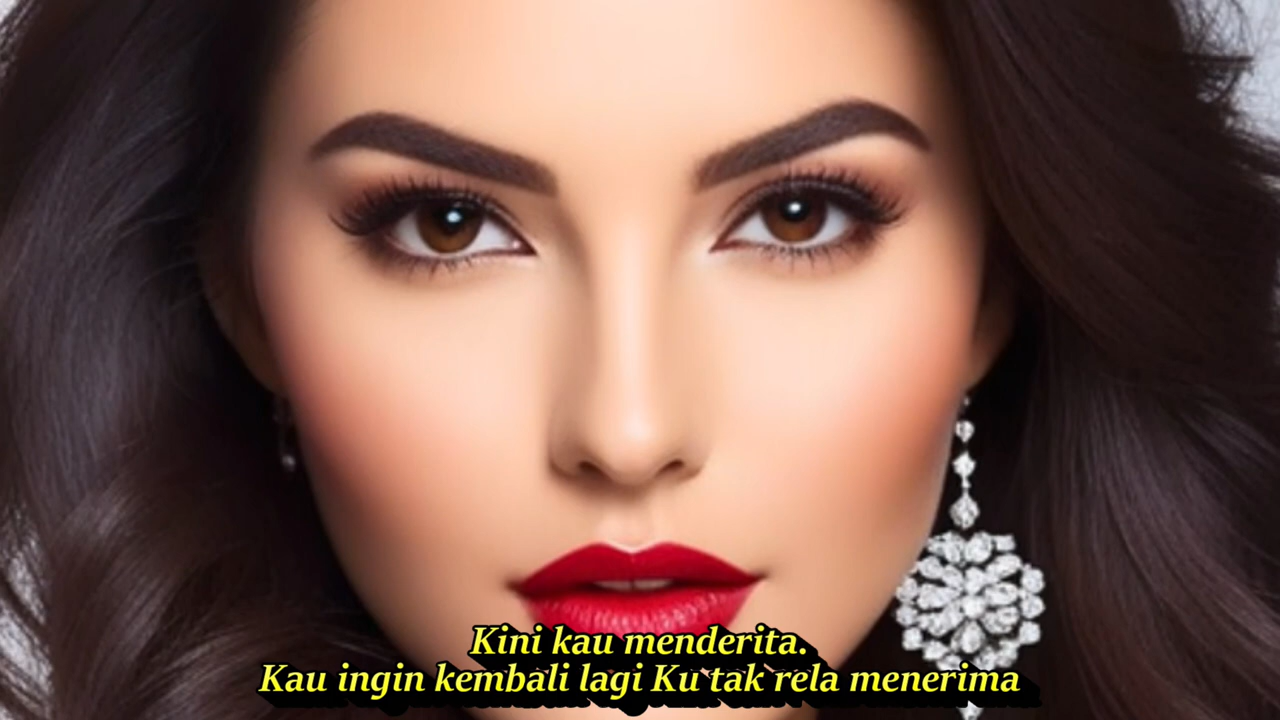 Kini kau menderita.
Kau ingin kembali lagi Ku tak rela menerima